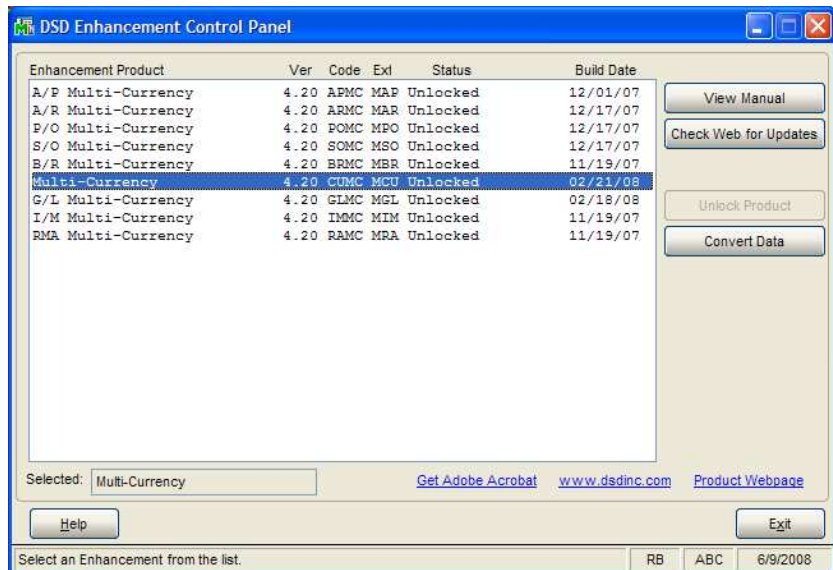 DSD Enhancement Control Panel
Enhancement Product Ver Code Ext Status Build Date
A/P Multi-Currency 4.20 APMC MAP Unlocked 12/01/07
A/R Multi-Currency 4.20 ARMC MAR Unlocked 12/17/07
P/O Multi-Currency 4.20 POMC MPO Unlocked 12/17/07
S/O Multi-Currency 4.20 SOMC MSO Unlocked 12/17/07
B/R Multi-Currency 4.20 BRMC MBR Unlocked 11/19/07
Multi-Currency 4.20 CUMC MCU Unlocked 02/21/08
G/L Multi-Currency 4.20 GLMC MGL Unlocked 02/18/08
I/M Multi-Currency 4.20 IMMC MIM Unlocked 11/19/07
RMA Multi-Currency 4.20 RAMC MRA Unlocked 11/19/07
View Manual
Check Web for Updates
Unlock Product
Convert Data
Selected: Multi-Currency Get Adobe Acrobat www.dsdinc.com Product Webpage
Help Exit
Select an Enhancement from the list. RB ABC 6/9/2008